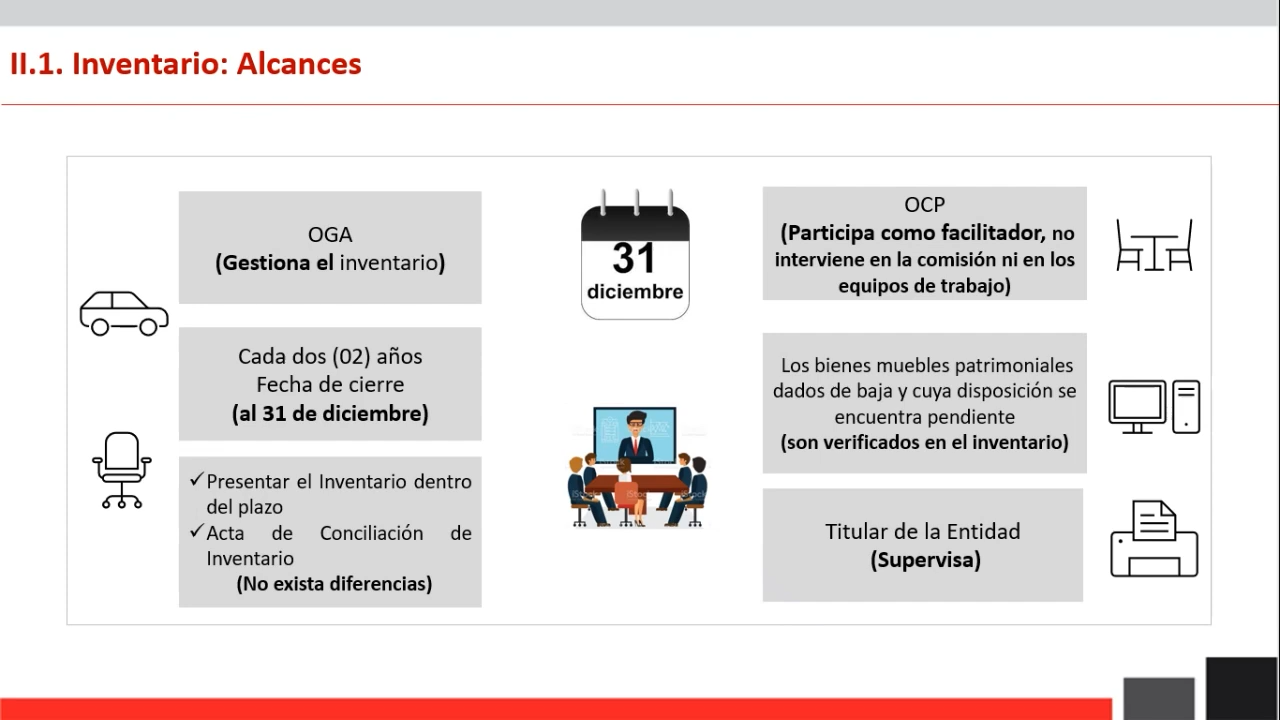 II.1. Inventario: Alcances
OGA
(Gestiona el inventario)
Cada dos (02) años
Fecha de cierre
(al 31 de diciembre)
✓Presentar el Inventario dentro
del plazo
✓Acta de Conciliación de
Inventario
(No exista diferencias)
31
diciembre
OCP
(Participa como facilitador, no
interviene en la comisión ni en los
equipos de trabajo)
Los bienes muebles patrimoniales
dados de baja y cuya disposición se
encuentra pendiente
(son verificados en el inventario)
Titular de la Entidad
(Supervisa)